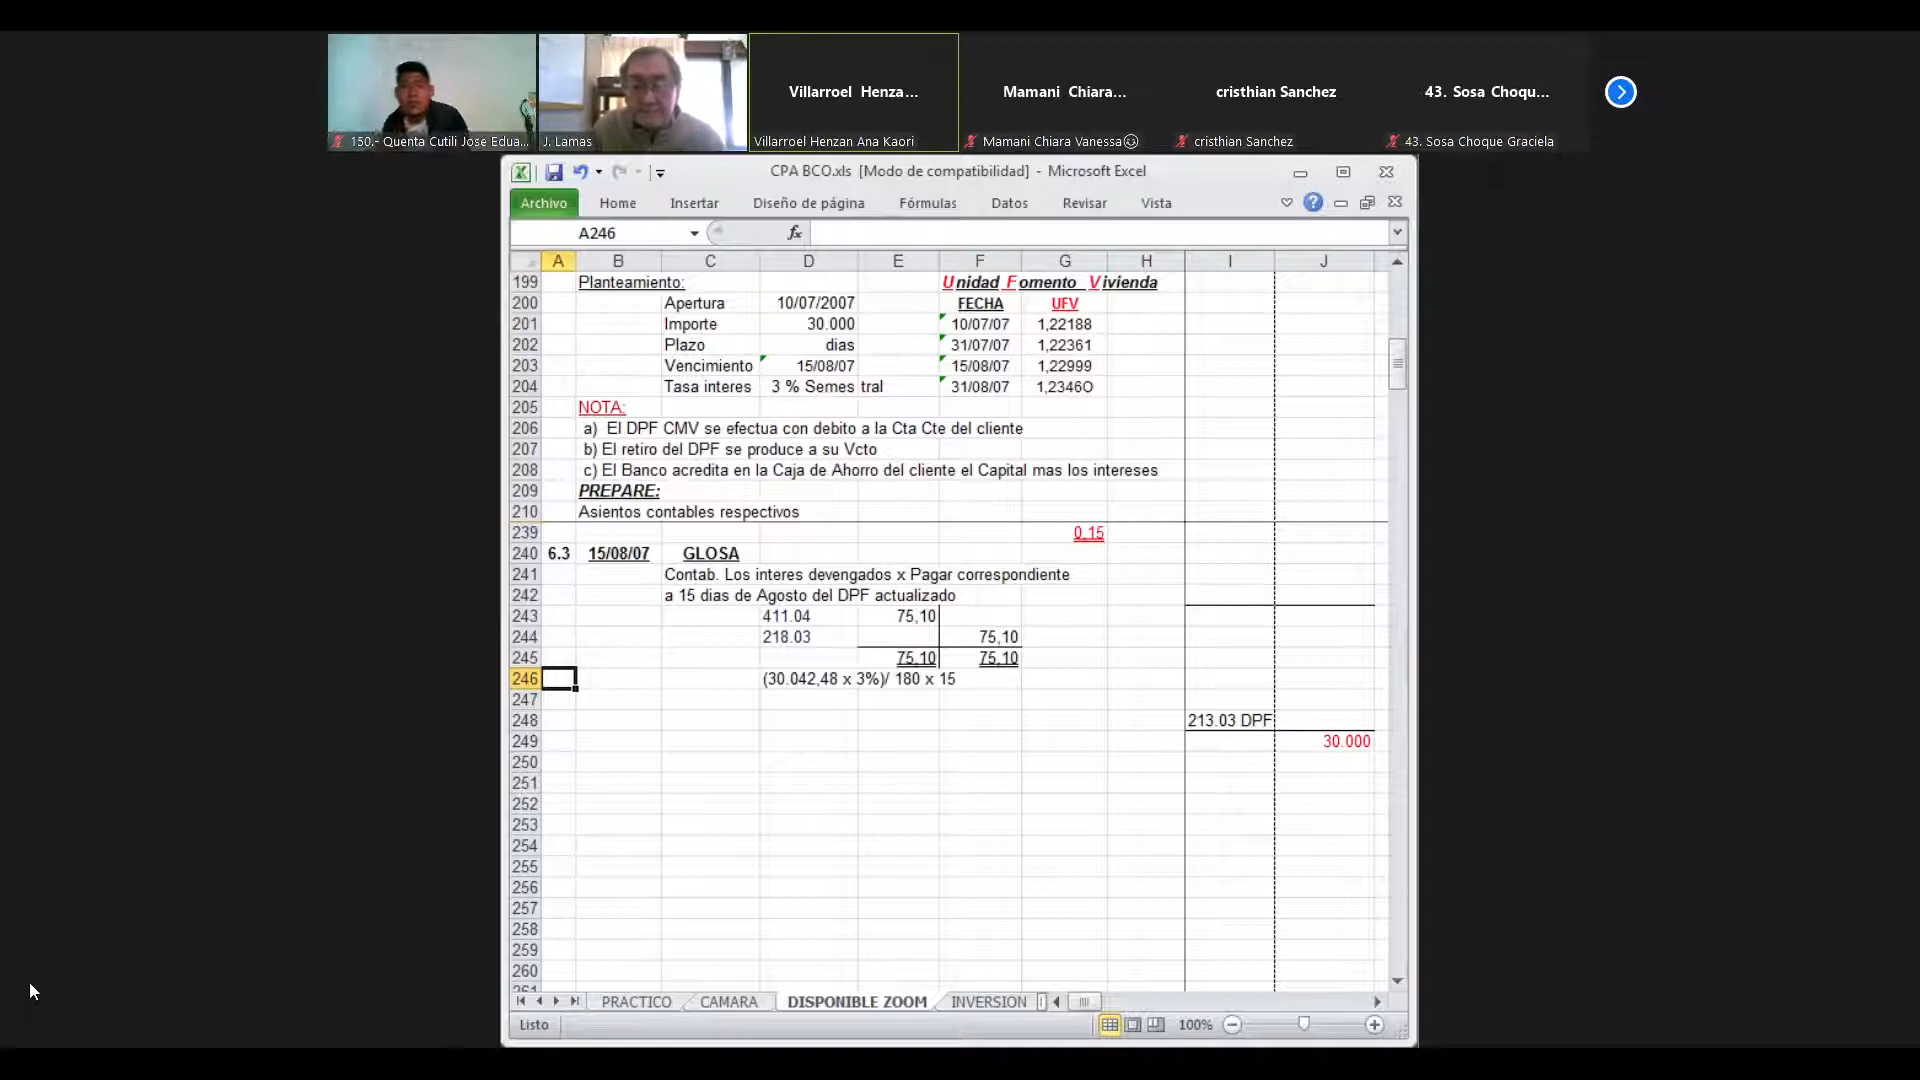 Villarroel Henza...
Mamani Chiara...
cristhian Sanchez
43. Sosa Choqu...
150.- Quenta Cutili Jose Edua...
J. Lamas
Villarroel Henzan Ana Kaori
Mamani Chiara Vanessa
cristhian Sanchez
43. Sosa Choque Graciela
CPA BCO.xls [Modo de compatibilidad] - Microsoft Excel
Archivo Home Insertar Diseño de página Fórmulas Datos Revisar Vista
A246 fx
A B C D E F G H I J
199 Planteamiento: Unidad Fomento Vivienda
200 Apertura 10/07/2007 FECHA UFV
201 Importe 30.000 10/07/07 1,22188
202 Plazo dias 31/07/07 1,22361
203 Vencimiento 15/08/07 15/08/07 1,22999
204 Tasa interes 3 % Semes tral 31/08/07 1,2346O
205 NOTA:
206 a) El DPF CMV se efectua con debito a la Cta Cte del cliente
207 b) El retiro del DPF se produce a su Vcto
208 c) El Banco acredita en la Caja de Ahorro del cliente el Capital mas los intereses
209 PREPARE:
210 Asientos contables respectivos
239 0,15
240 6.3 15/08/07 GLOSA
241 Contab. Los interes devengados x Pagar correspondiente
242 a 15 dias de Agosto del DPF actualizado
243 411.04 75,10
244 218.03 75,10
245 75,10 75,10
246 (30.042,48 x 3%)/ 180 x 15
247
248 213.03 DPF
249 30.000
250
251
252
253
254
255
256
257
258
259
260
PRACTICO CAMARA DISPONIBLE ZOOM INVERSION
Listo 100%